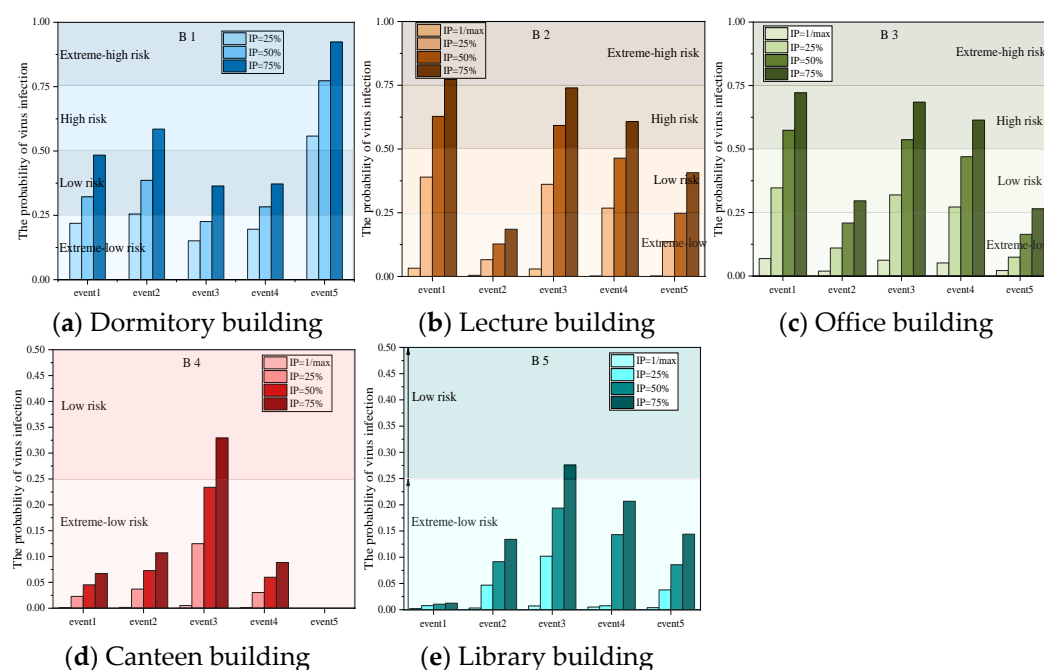 The probability of virus infection
1.00
0.75
0.50
0.25
0.00
B 1
IP=25%
IP=50%
IP=75%
Extreme-high risk
High risk
Low risk
Extreme-low risk
event1 event2 event3 event4 event5
(a) Dormitory building
The probability of virus infection
1.00
0.75
0.50
0.25
0.00
B 2
IP=1/max
IP=25%
IP=50%
IP=75%
Extreme-high risk
High risk
Low risk
Extreme-low
event1 event2 event3 event4 event5
(b) Lecture building
The probability of virus infection
1.00
0.75
0.50
0.25
0.00
B 3
IP=1/max
IP=25%
IP=50%
IP=75%
Extreme-high risk
High risk
Low risk
Extreme-low risk
event1 event2 event3 event4 event5
(c) Office building
The probability of virus infection
0.50
0.45
0.40
0.35
0.30
0.25
0.20
0.15
0.10
0.05
0.00
B 4
IP=1/max
IP=25%
IP=50%
IP=75%
Low risk
Extreme-low risk
event1 event2 event3 event4 event5
(d) Canteen building
The probability of virus infection
0.50
0.45
0.40
0.35
0.30
0.25
0.20
0.15
0.10
0.05
0.00
B 5
IP=1/max
IP=25%
IP=50%
IP=75%
Low risk
Extreme-low risk
event1 event2 event3 event4 event5
(e) Library building